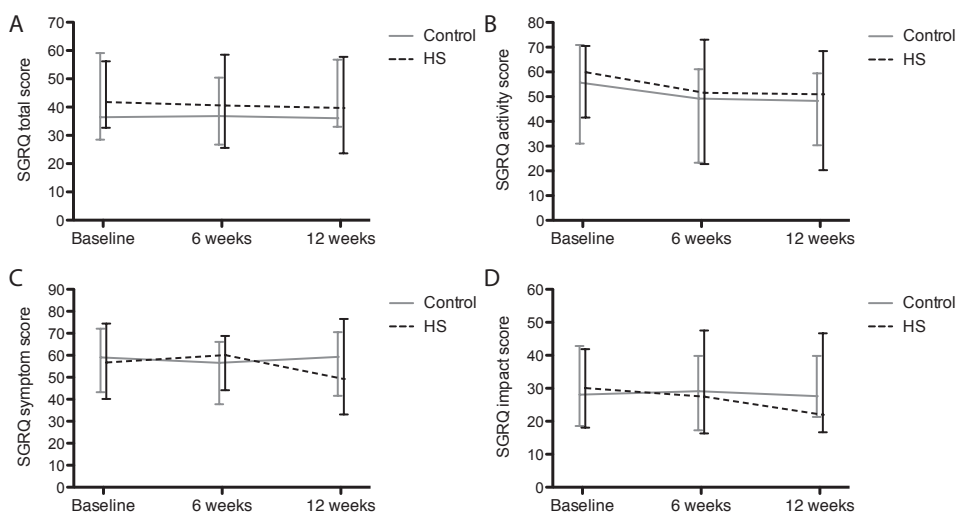 A
SGRQ total score
70
60
50
40
30
20
10
0
Baseline
6 weeks
12 weeks
Control
HS
B
SGRQ activity score
80
70
60
50
40
30
20
10
0
Baseline
6 weeks
12 weeks
Control
HS
C
SGRQ symptom score
90
80
70
60
50
40
30
20
10
0
Baseline
6 weeks
12 weeks
Control
HS
D
SGRQ impact score
60
50
40
30
20
10
0
Baseline
6 weeks
12 weeks
Control
HS